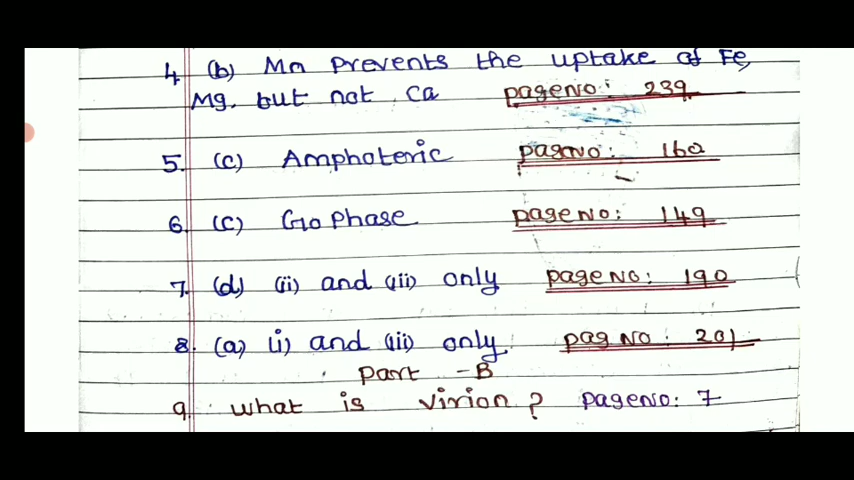 4 (b) Mn prevents the uptake of Fe,
Mg, but not Ca pageno: 239
5. (c) Amphoteric pageno: 160
6. (c) G0 Phase pageno: 149
7. (d) (ii) and (iii) only pageno: 190
8. (a) (i) and (iii) only. pag no: 201
part - B
9. what is virion? pageno: 7